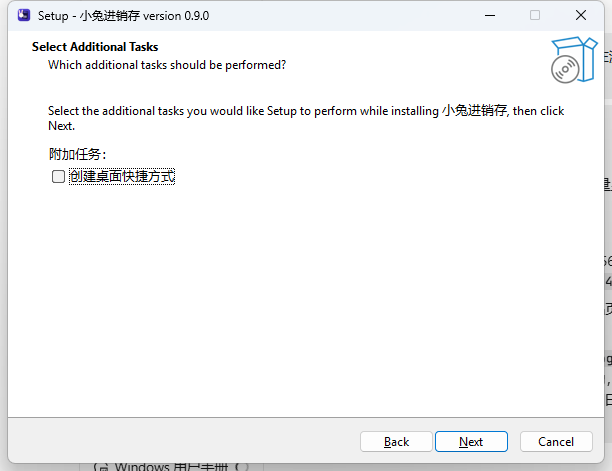 Setup - 小兔进销存 version 0.9.0
Select Additional Tasks
Which additional tasks should be performed?
Select the additional tasks you would like Setup to perform while installing 小兔进销存, then click
Next.
附加任务：
创建桌面快捷方式
Back
Next
Cancel
Windows 用户手册